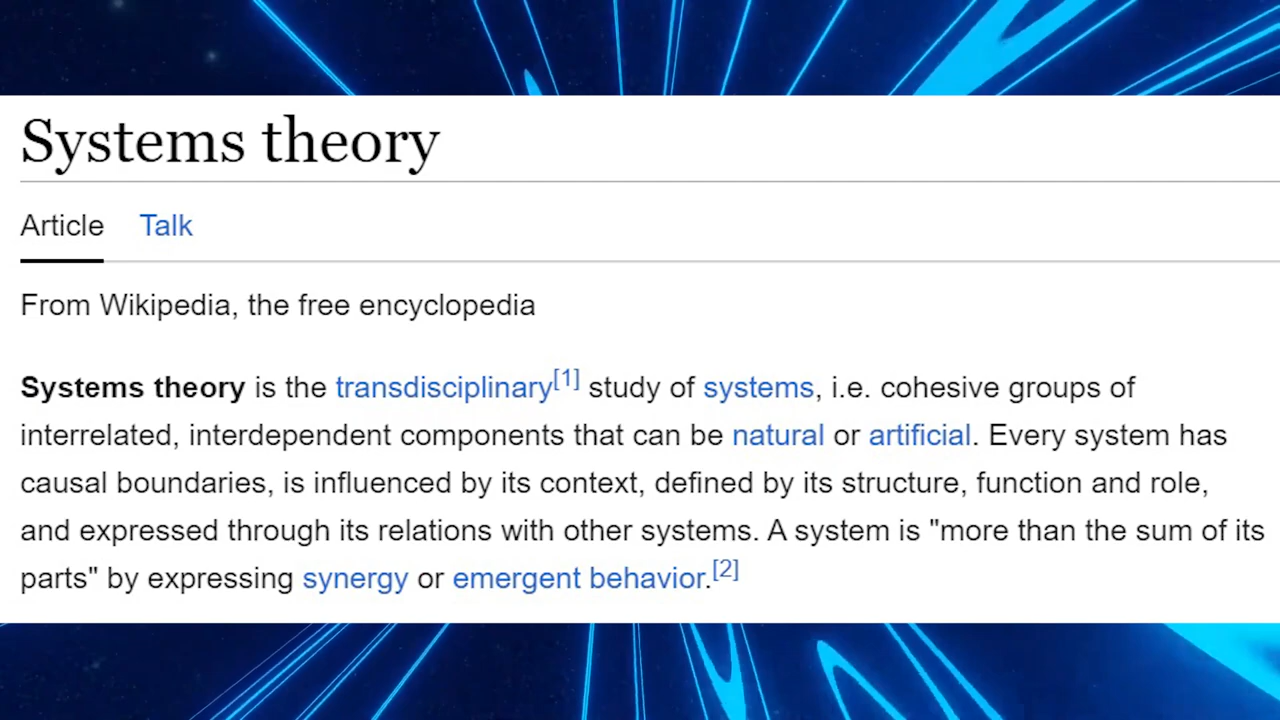 Systems theory
Article Talk
From Wikipedia, the free encyclopedia
Systems theory is the transdisciplinary[1] study of systems, i.e. cohesive groups of
interrelated, interdependent components that can be natural or artificial. Every system has
causal boundaries, is influenced by its context, defined by its structure, function and role,
and expressed through its relations with other systems. A system is "more than the sum of its
parts" by expressing synergy or emergent behavior.[2]